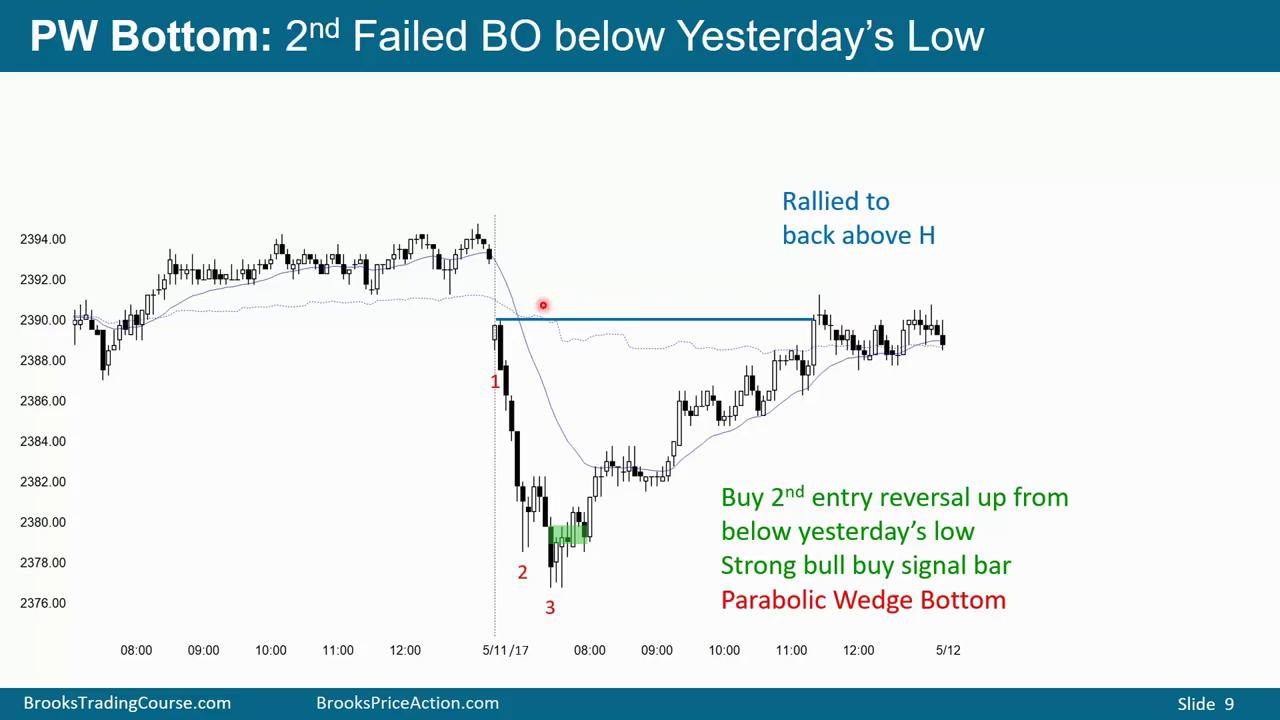 PW Bottom: 2nd Failed BO below Yesterday's Low
Rallied to
back above H
2394.00
2392.00
2390.00
2388.00
2386.00
2384.00
2382.00
2380.00
2378.00
2376.00
1
2
3
Buy 2nd entry reversal up from
below yesterday's low
Strong bull buy signal bar
Parabolic Wedge Bottom
08:00 09:00 10:00 11:00 12:00 5/11/17 08:00 09:00 10:00 11:00 12:00 5/12
BrooksTradingCourse.com BrooksPriceAction.com Slide 9